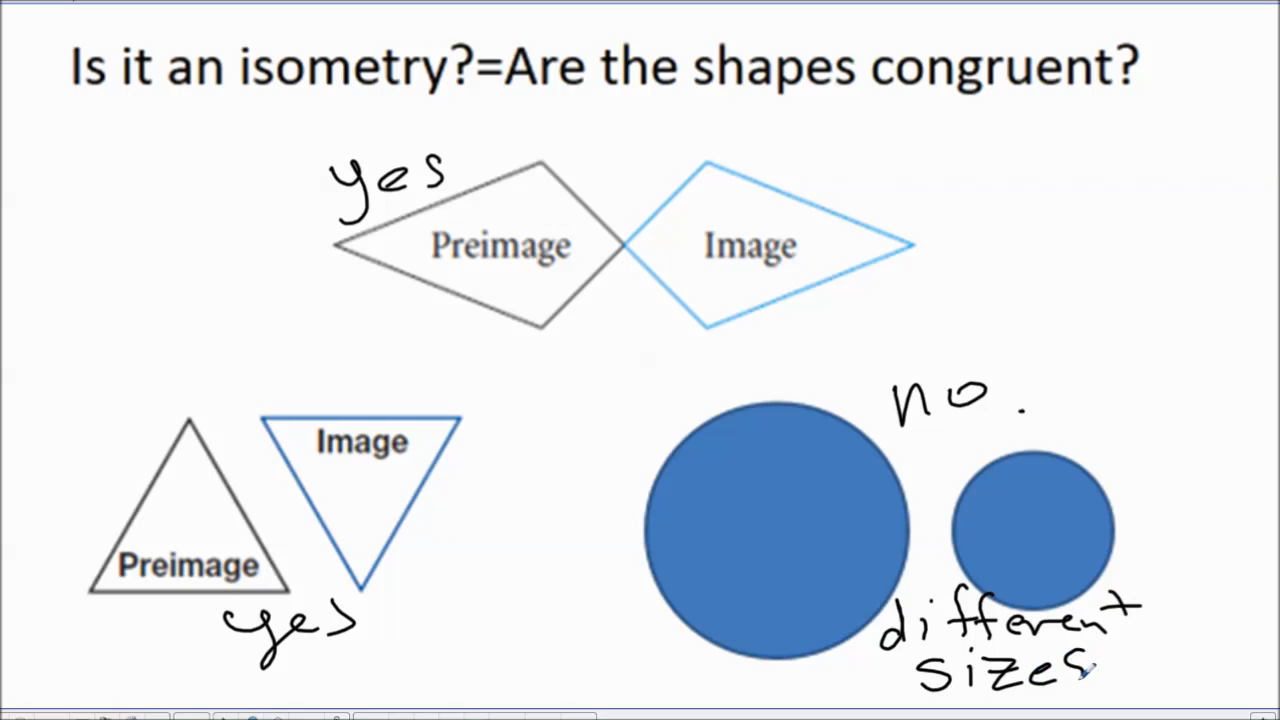 Is it an isometry?=Are the shapes congruent?
yes
Preimage
Image
no.
Image
Preimage
yes
different
sizes